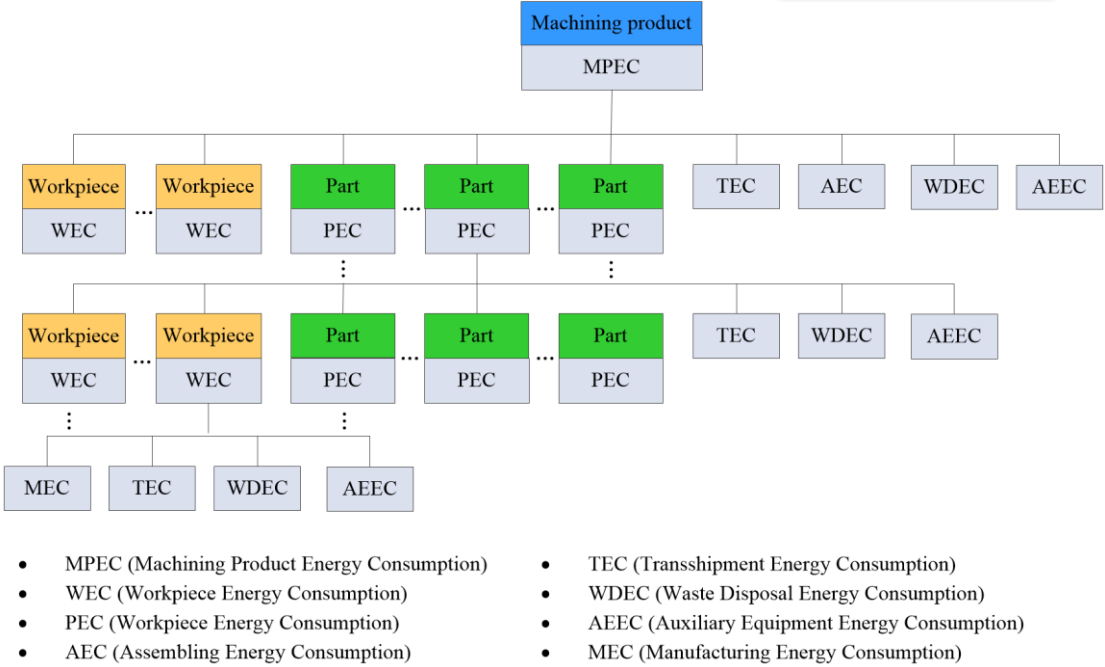 Machining product
MPEC
Workpiece ... Workpiece Part ... Part ... Part TEC AEC WDEC AEEC
WEC WEC PEC PEC PEC
Workpiece ... Workpiece Part ... Part ... Part TEC WDEC AEEC
WEC WEC PEC PEC PEC
MEC TEC WDEC AEEC
• MPEC (Machining Product Energy Consumption)
• WEC (Workpiece Energy Consumption)
• PEC (Workpiece Energy Consumption)
• AEC (Assembling Energy Consumption)
• TEC (Transshipment Energy Consumption)
• WDEC (Waste Disposal Energy Consumption)
• AEEC (Auxiliary Equipment Energy Consumption)
• MEC (Manufacturing Energy Consumption)